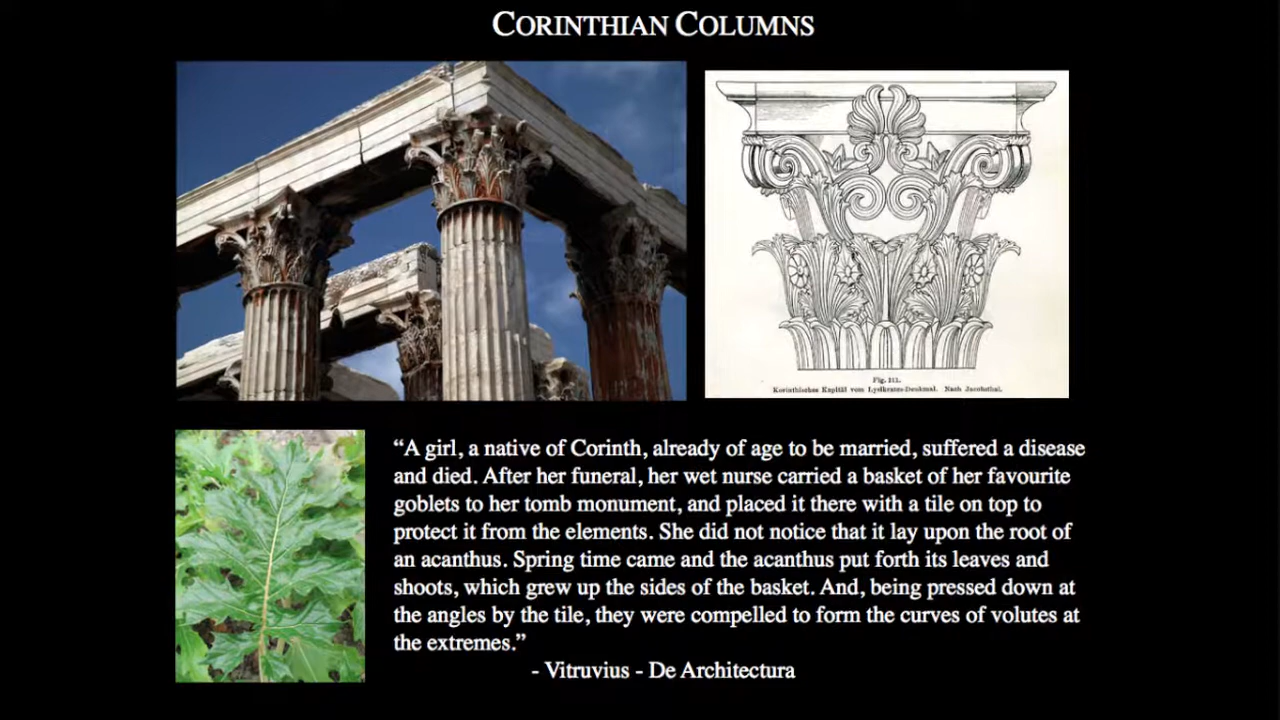 CORINTHIAN COLUMNS
Fig. 111.
Korinthisches Kapitäl vom Lysikrates-Denkmal. Nach Jacobsthal.
“A girl, a native of Corinth, already of age to be married, suffered a disease
and died. After her funeral, her wet nurse carried a basket of her favourite
goblets to her tomb monument, and placed it there with a tile on top to
protect it from the elements. She did not notice that it lay upon the root of
an acanthus. Spring time came and the acanthus put forth its leaves and
shoots, which grew up the sides of the basket. And, being pressed down at
the angles by the tile, they were compelled to form the curves of volutes at
the extremes.”
- Vitruvius - De Architectura